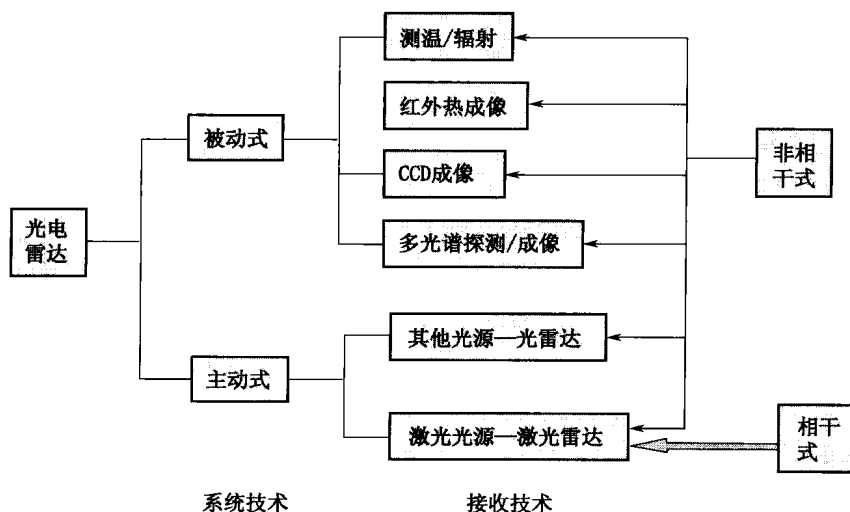 测温/辐射
红外热成像
被动式
非相
干式
CCD成像
光电
雷达
多光谱探测/成像
其他光源—光雷达
主动式
激光光源—激光雷达
相干
式
系统技术
接收技术